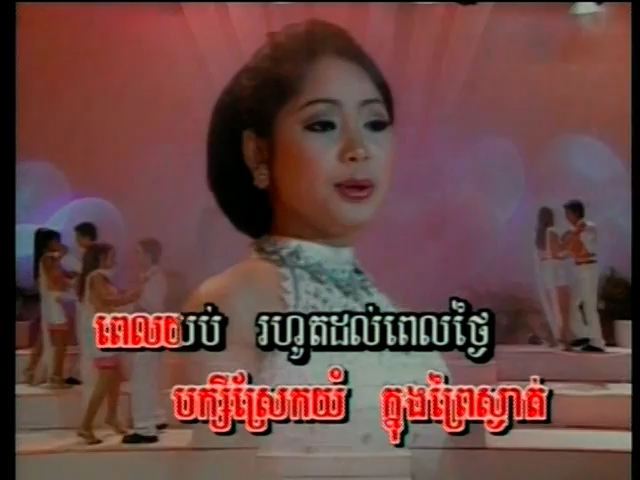 ពេលយប់ រហូតដល់ពេលថ្ងៃ
បក្សីស្រែកយំ ក្នុងព្រៃស្ងាត់